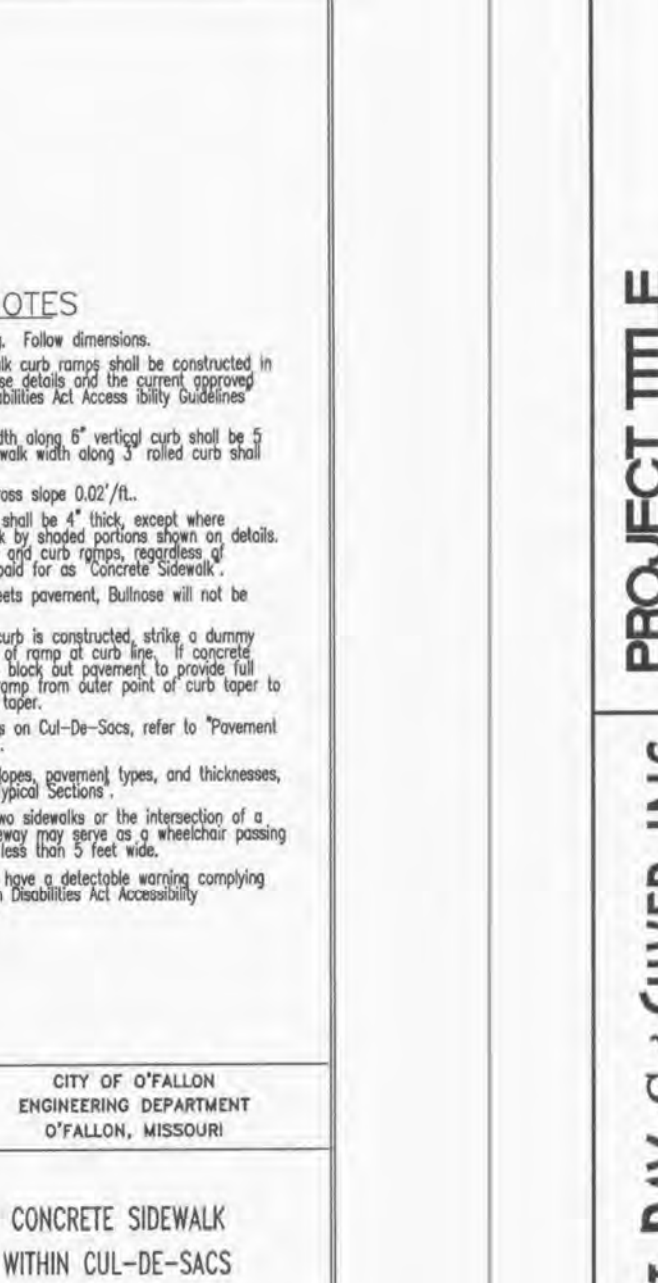 OTES
g. Follow dimensions.
lk curb ramps shall be constructed in
se details and the current approved
bilities Act Access ibility Guidelines"
dth along 6" vertical curb shall be 5
walk width along 3" rolled curb shall
oss slope 0.02'/ft..
shall be 4" thick, except where
k by shaded portions shown on details.
and curb ramps, regardless of
paid for as "Concrete Sidewalk".
eets pavement, Bullnose will not be
curb is constructed, strike a dummy
of ramp at curb line. If concrete
block out pavement to provide full
amp from outer point of curb taper to
taper.
s on Cul-De-Sacs, refer to "Pavement
.
lopes, pavement types, and thicknesses,
ypical Sections".
wo sidewalks or the intersection of a
eway may serve as a wheelchair passing
less than 5 feet wide.
have a detectable warning complying
n Disabilities Act Accessibility
CITY OF O'FALLON
ENGINEERING DEPARTMENT
O'FALLON, MISSOURI
CONCRETE SIDEWALK
WITHIN CUL-DE-SACS
PROJECT TITLE